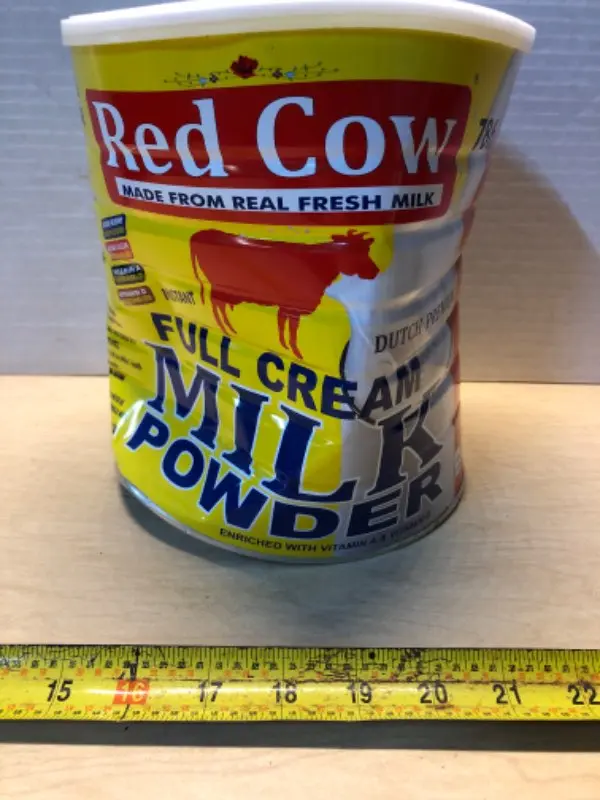 Red Cow
MADE FROM REAL FRESH MILK
INSTANT
DUTCH
FULL CREAM
MILK
POWDER
ENRICHED WITH VITAMIN A &
15 16 17 18 19 20 21 22